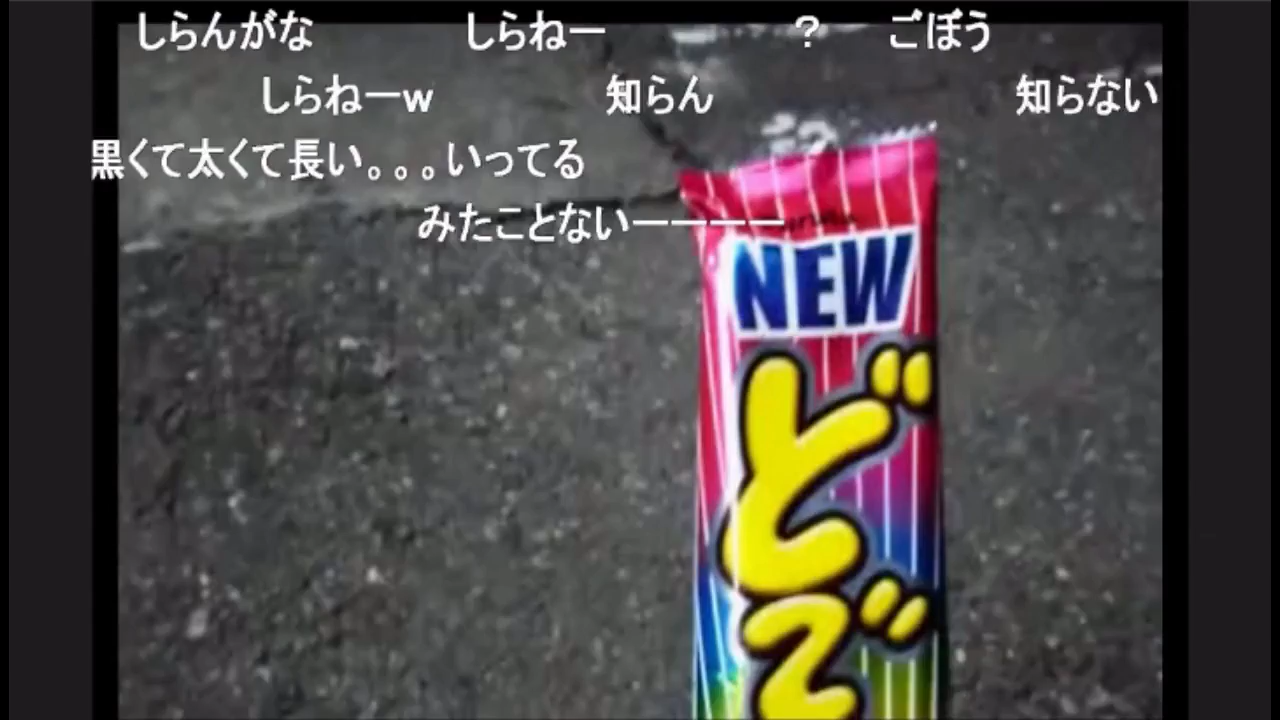 しらんがな しらねー ？ ごぼう
しらねーw 知らん 知らない
黒くて太くて長い。。。いってる
みたことないーーーー
NEW
ど
で